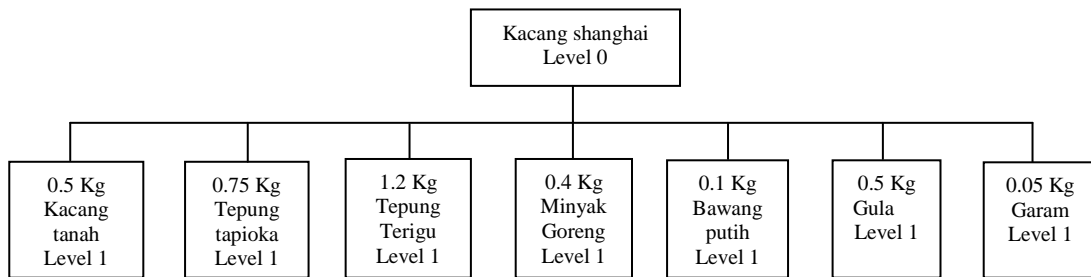 Kacang shanghai
Level 0
0.5 Kg
Kacang
tanah
Level 1
0.75 Kg
Tepung
tapioka
Level 1
1.2 Kg
Tepung
Terigu
Level 1
0.4 Kg
Minyak
Goreng
Level 1
0.1 Kg
Bawang
putih
Level 1
0.5 Kg
Gula
Level 1
0.05 Kg
Garam
Level 1